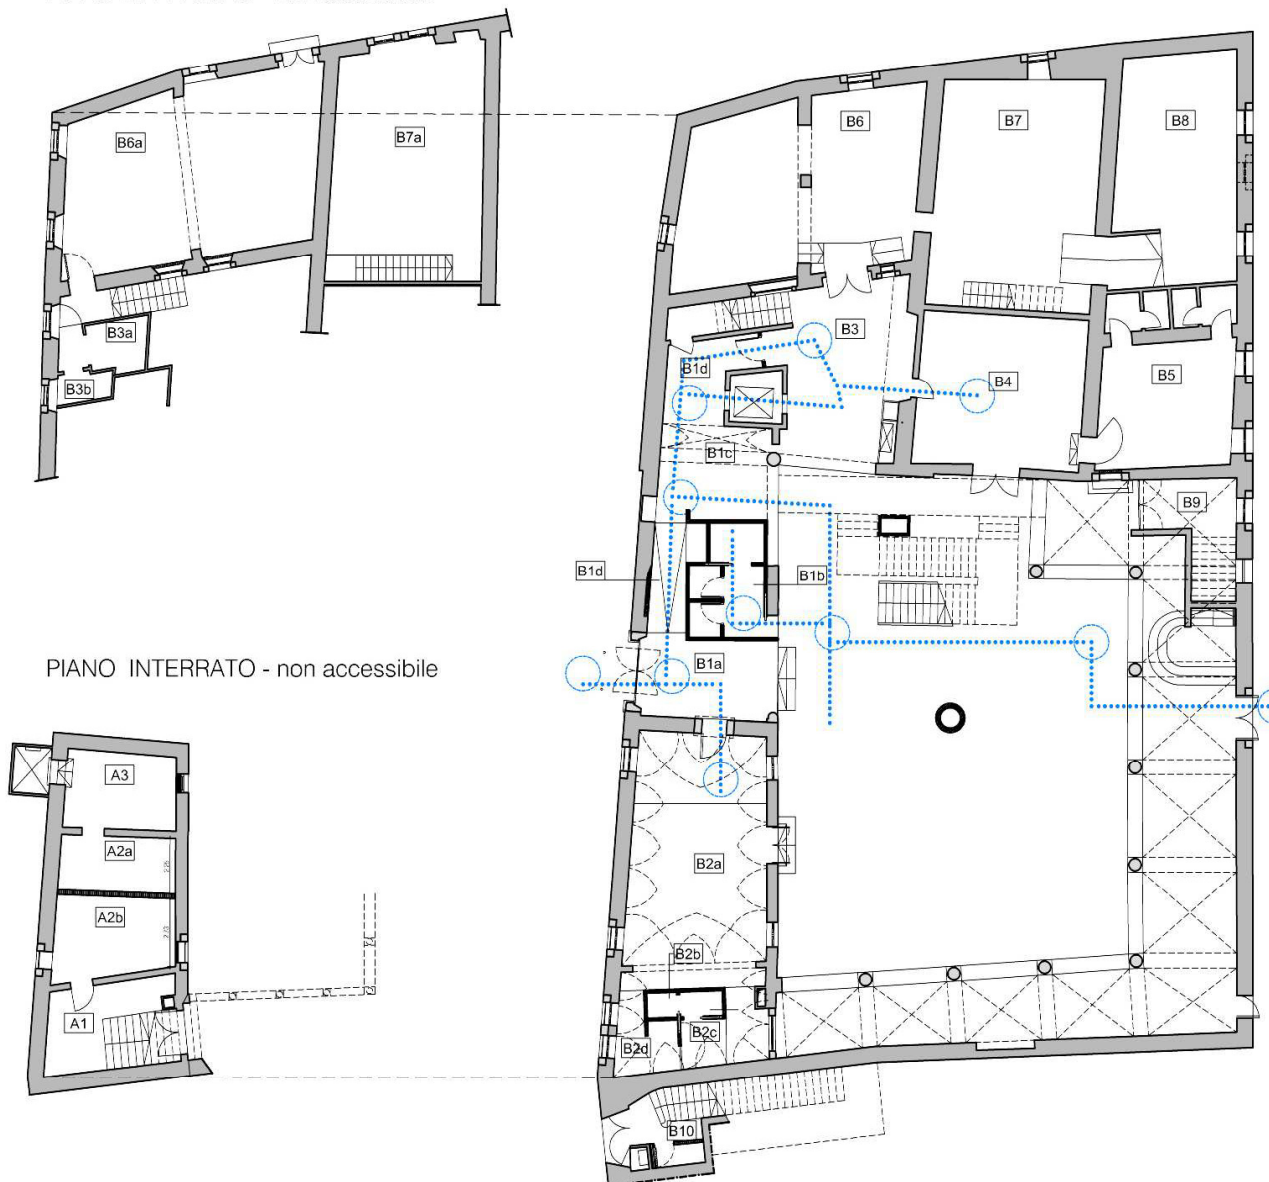 B6a
B7a
B3a
B3b
B6
B7
B8
B3
B1d
B4
B5
B1c
B9
B1d
B1b
B1a
B2a
B2b
B2c
B2d
B10
PIANO INTERRATO - non accessibile
A3
A2a
A2b
A1